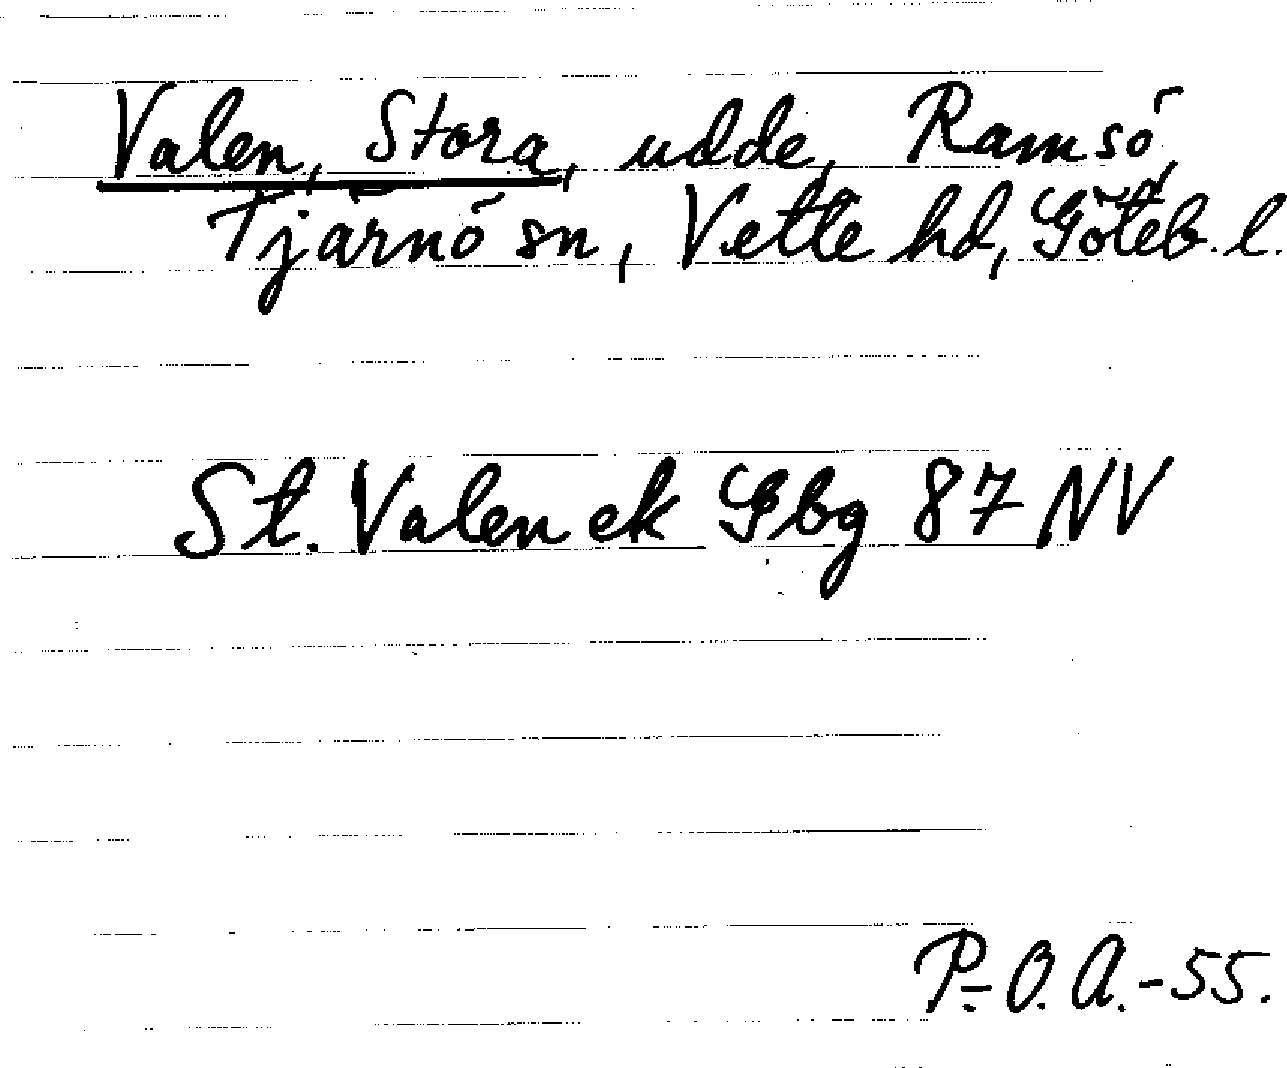 Valen, Stora, udde, Ramsö,
Tjärnö sn, Vette hd, Göteb. l.
St. Valen ek Gbg 87 NV
P.-O. A.-55.